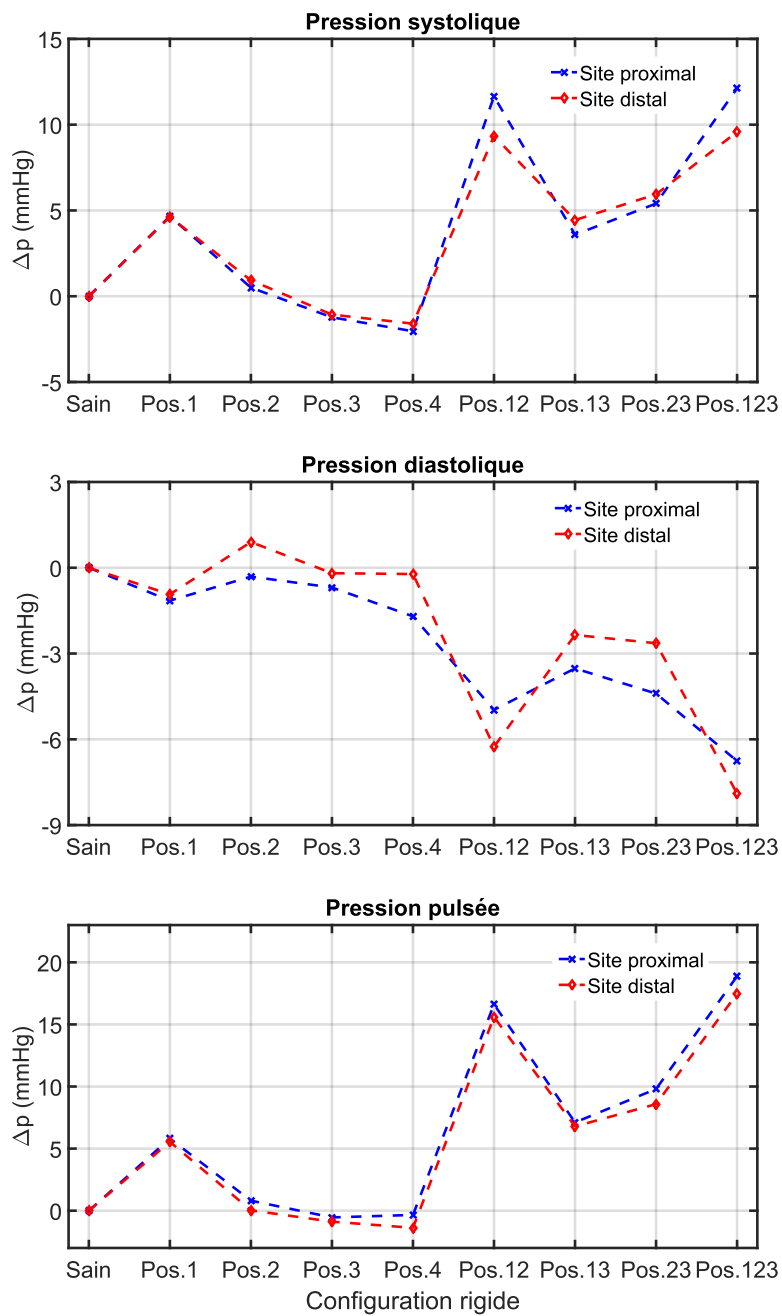 Pression systolique
15
10
5
0
-5
Δp (mmHg)
Site proximal
Site distal
Sain Pos.1 Pos.2 Pos.3 Pos.4 Pos.12 Pos.13 Pos.23 Pos.123
Pression diastolique
3
0
-3
-6
-9
Δp (mmHg)
Site proximal
Site distal
Sain Pos.1 Pos.2 Pos.3 Pos.4 Pos.12 Pos.13 Pos.23 Pos.123
Pression pulsée
20
15
10
5
0
Δp (mmHg)
Site proximal
Site distal
Sain Pos.1 Pos.2 Pos.3 Pos.4 Pos.12 Pos.13 Pos.23 Pos.123
Configuration rigide